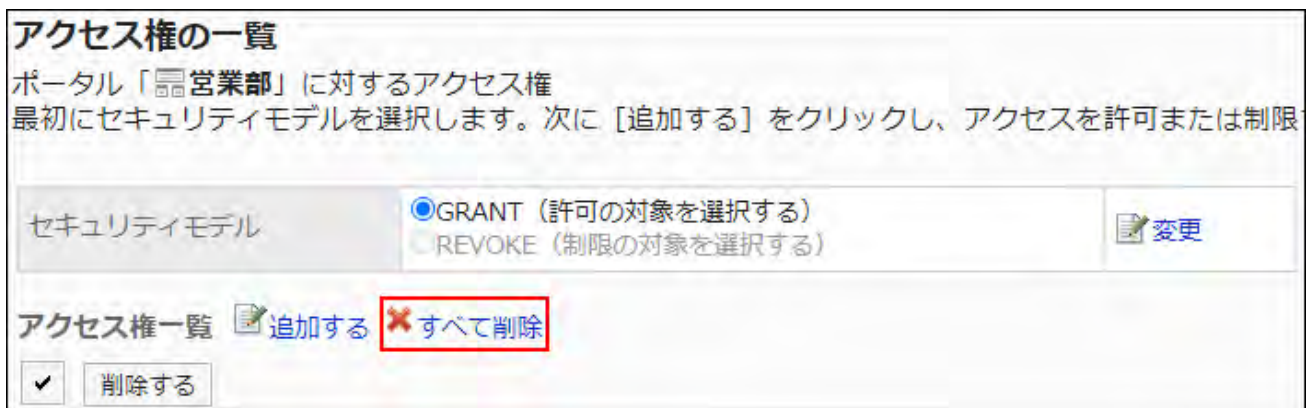 アクセス権の一覧
ポータル「営業部」に対するアクセス権
最初にセキュリティモデルを選択します。次に [追加する] をクリックし、アクセスを許可または制限
セキュリティモデル
GRANT（許可の対象を選択する）
REVOKE（制限の対象を選択する）
変更
アクセス権一覧 追加する すべて削除
削除する